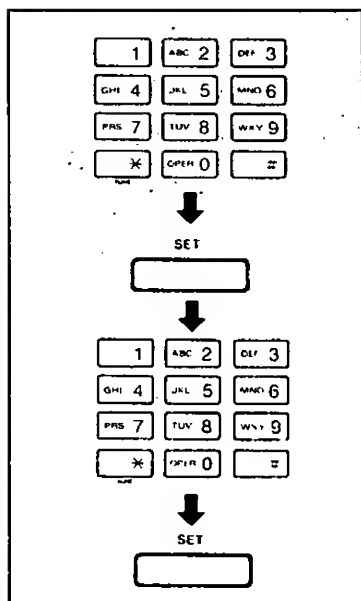 1 ABC 2 DEF 3
GHI 4 JKL 5 MNO 6
PRS 7 TUV 8 WXY 9
* OPER 0 #
SET
1 ABC 2 DEF 3
GHI 4 JKL 5 MNO 6
PRS 7 TUV 8 WXY 9
* OPER 0 #
SET